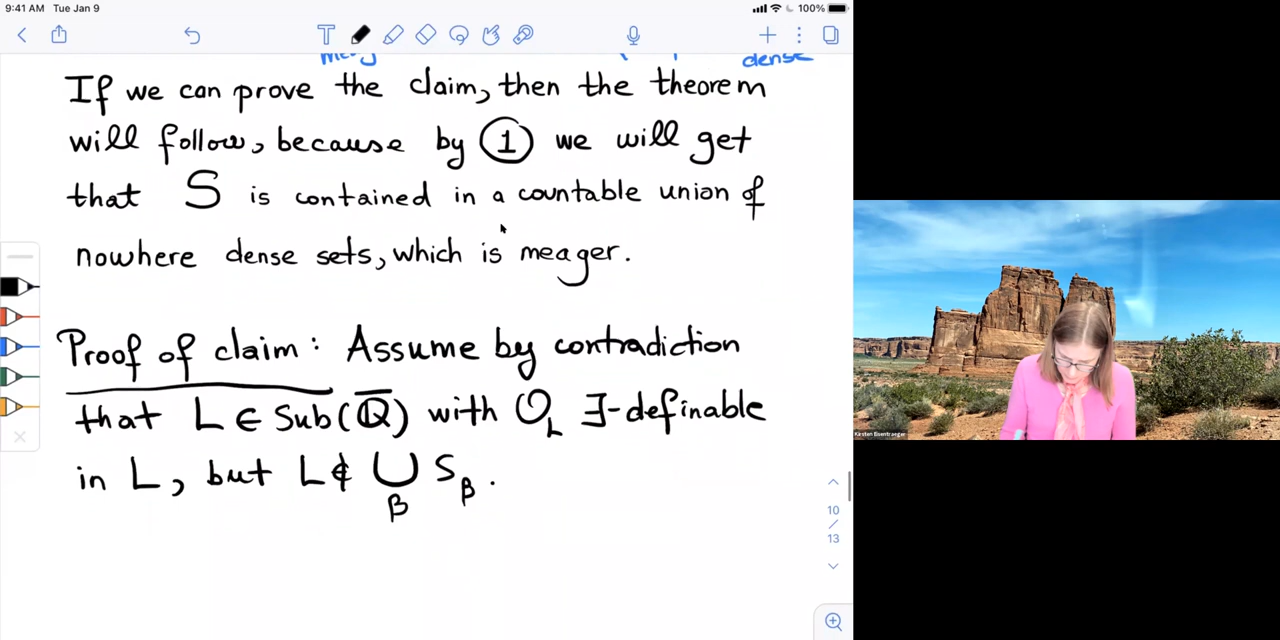 9:41 AM Tue Jan 9
100%
dense
If we can prove the claim, then the theorem
will follow, because by ① we will get
that S is contained in a countable union of
nowhere dense sets, which is meager.
Proof of claim: Assume by contradiction
that L ∈ Sub(ℚ̅) with O_L ∃-definable
in L, but L ∉ ⋃_β S_β.
10
/
13
Kirsten Eisentraeger